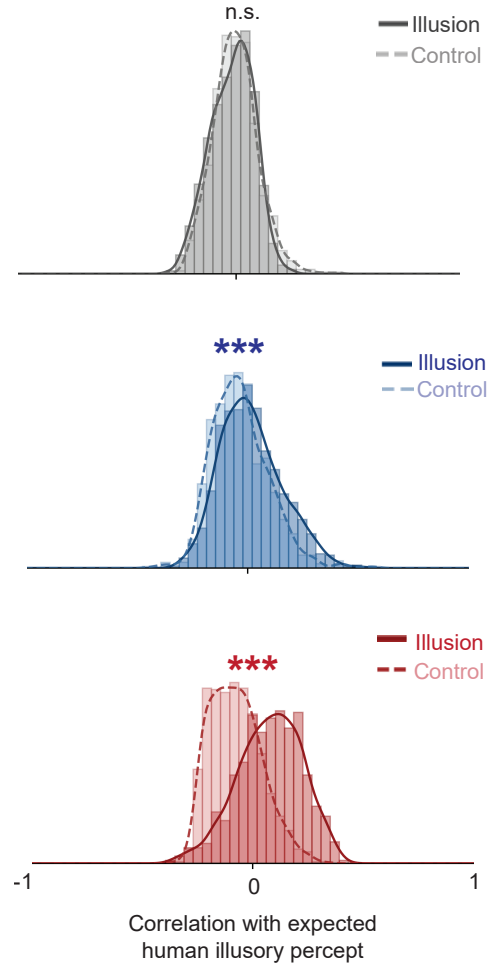 n.s.
Illusion
Control
***
Illusion
Control
***
Illusion
Control
-1 0 1
Correlation with expected
human illusory percept